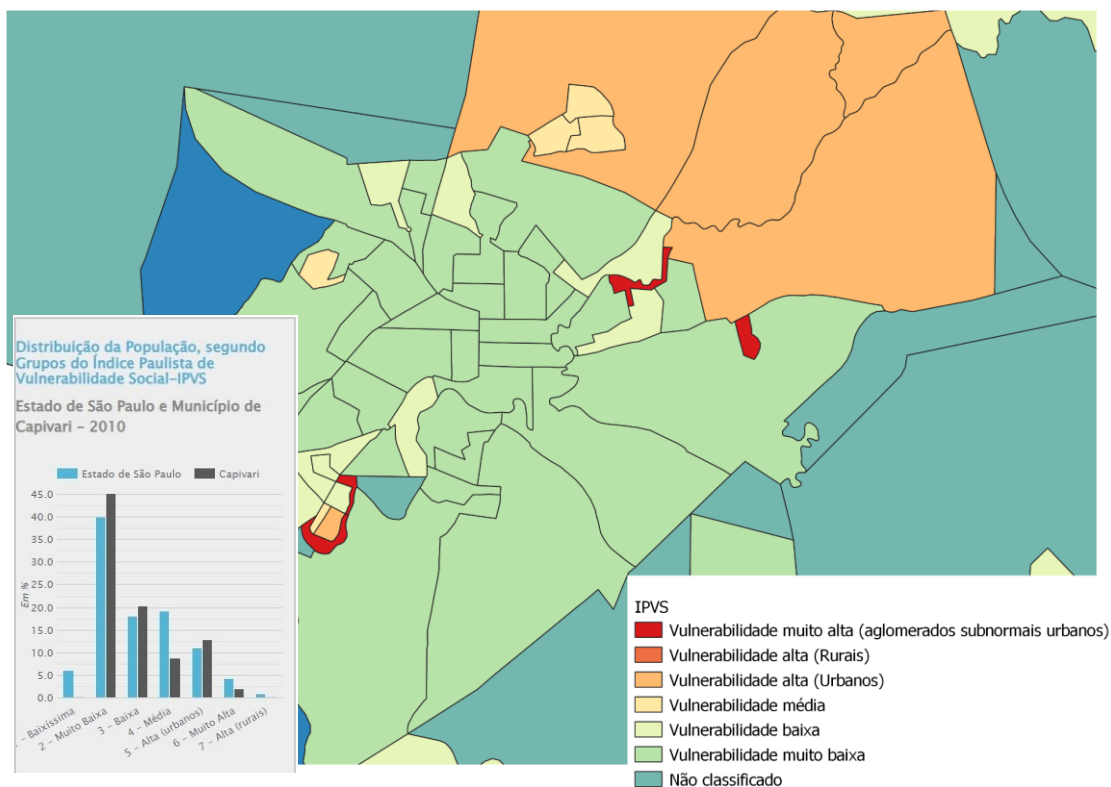 Distribuição da População, segundo
Grupos do Índice Paulista de
Vulnerabilidade Social-IPVS
Estado de São Paulo e Município de
Capivari - 2010
Estado de São Paulo
Capivari
Em %
45.0
40.0
35.0
30.0
25.0
20.0
15.0
10.0
5.0
0.0
- Baixíssima
2 - Muito Baixa
3 - Baixa
4 - Média
5 - Alta (urbanos)
6 - Muito Alta
7 - Alta (rurais)
IPVS
Vulnerabilidade muito alta (aglomerados subnormais urbanos)
Vulnerabilidade alta (Rurais)
Vulnerabilidade alta (Urbanos)
Vulnerabilidade média
Vulnerabilidade baixa
Vulnerabilidade muito baixa
Não classificado